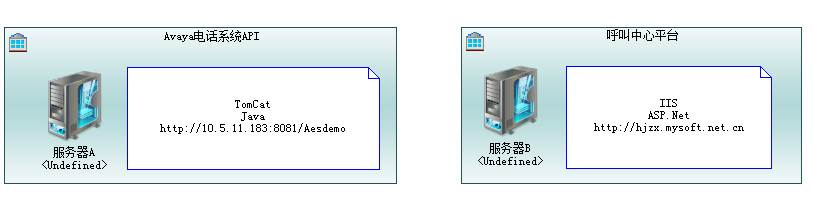 Avaya电话系统API
TomCat
Java
http://10.5.11.183:8081/Aesdemo
服务器A
<Undefined>
呼叫中心平台
IIS
ASP.Net
http://hjzx.mysoft.net.cn
服务器B
<Undefined>